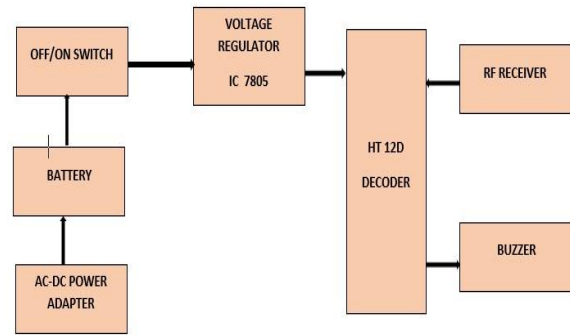 OFF/ON SWITCH
VOLTAGE
REGULATOR
IC 7805
HT 12D
DECODER
RF RECEIVER
BATTERY
BUZZER
AC-DC POWER
ADAPTER